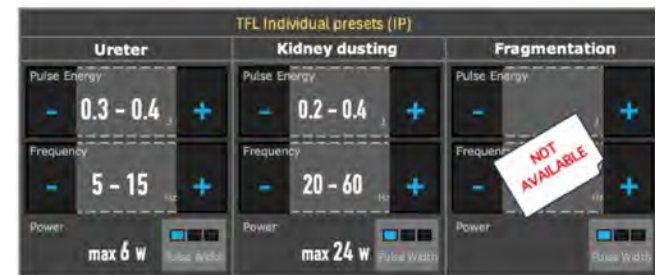 TFL Individual presets (IP)
Ureter Kidney dusting Fragmentation
Pulse Energy Pulse Energy Pulse Energy
- 0.3 – 0.4 J + - 0.2 – 0.4 J + - J +
Frequency Frequency Frequency
NOT
AVAILABLE
- 5 – 15 Hz + - 20 – 60 Hz + - Hz +
Power Power Power
max 6 W Pulse Width max 24 W Pulse Width Pulse Width